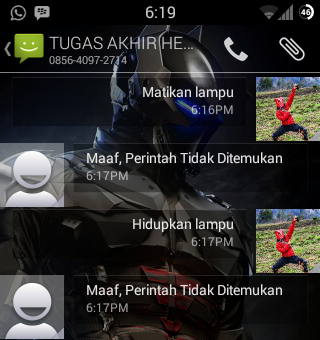 6:19
46
TUGAS AKHIR HE...
0856-4097-2714
Matikan lampu
6:16PM
Maaf, Perintah Tidak Ditemukan
6:17PM
Hidupkan lampu
6:17PM
Maaf, Perintah Tidak Ditemukan
6:17PM